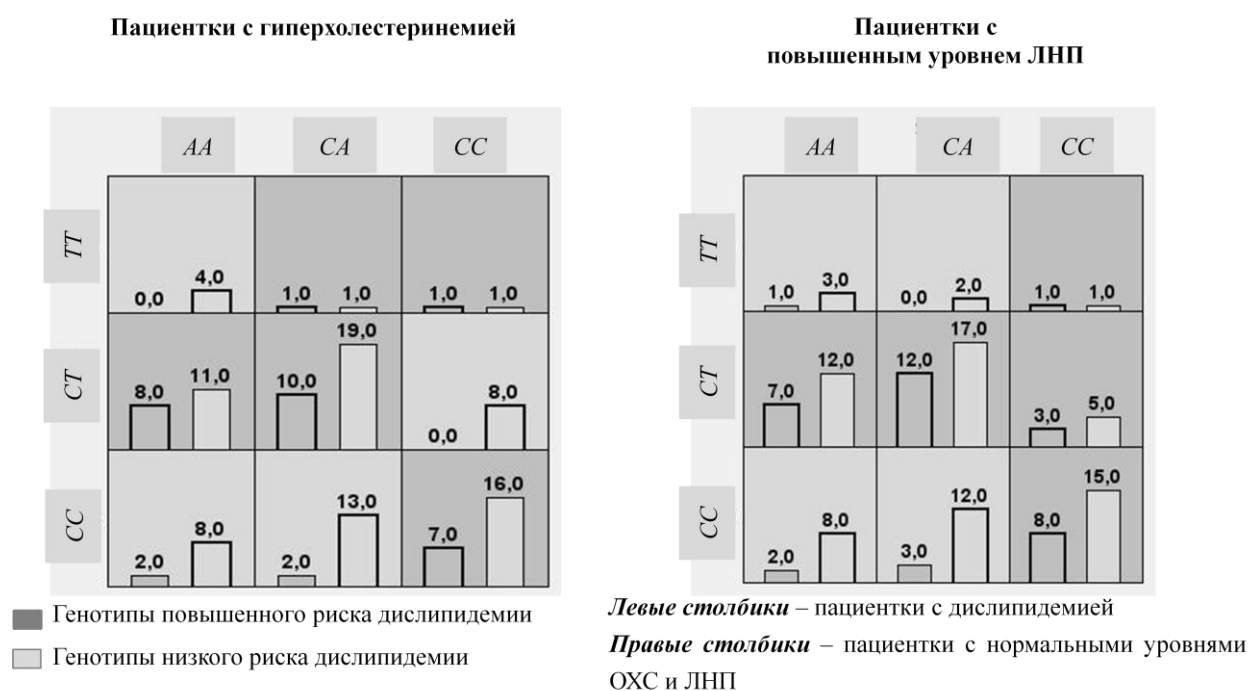 Пациентки с гиперхолестеринемией
AA
CA
CC
TT
0,0
4,0
1,0
1,0
1,0
1,0
CT
8,0
11,0
10,0
19,0
0,0
8,0
CC
2,0
8,0
2,0
13,0
7,0
16,0
Генотипы повышенного риска дислипидемии
Генотипы низкого риска дислипидемии
Пациентки с
повышенным уровнем ЛНП
AA
CA
CC
TT
1,0
3,0
0,0
2,0
1,0
1,0
CT
7,0
12,0
12,0
17,0
3,0
5,0
CC
2,0
8,0
3,0
12,0
8,0
15,0
Левые столбики – пациентки с дислипидемией
Правые столбики – пациентки с нормальными уровнями
ОХС и ЛНП